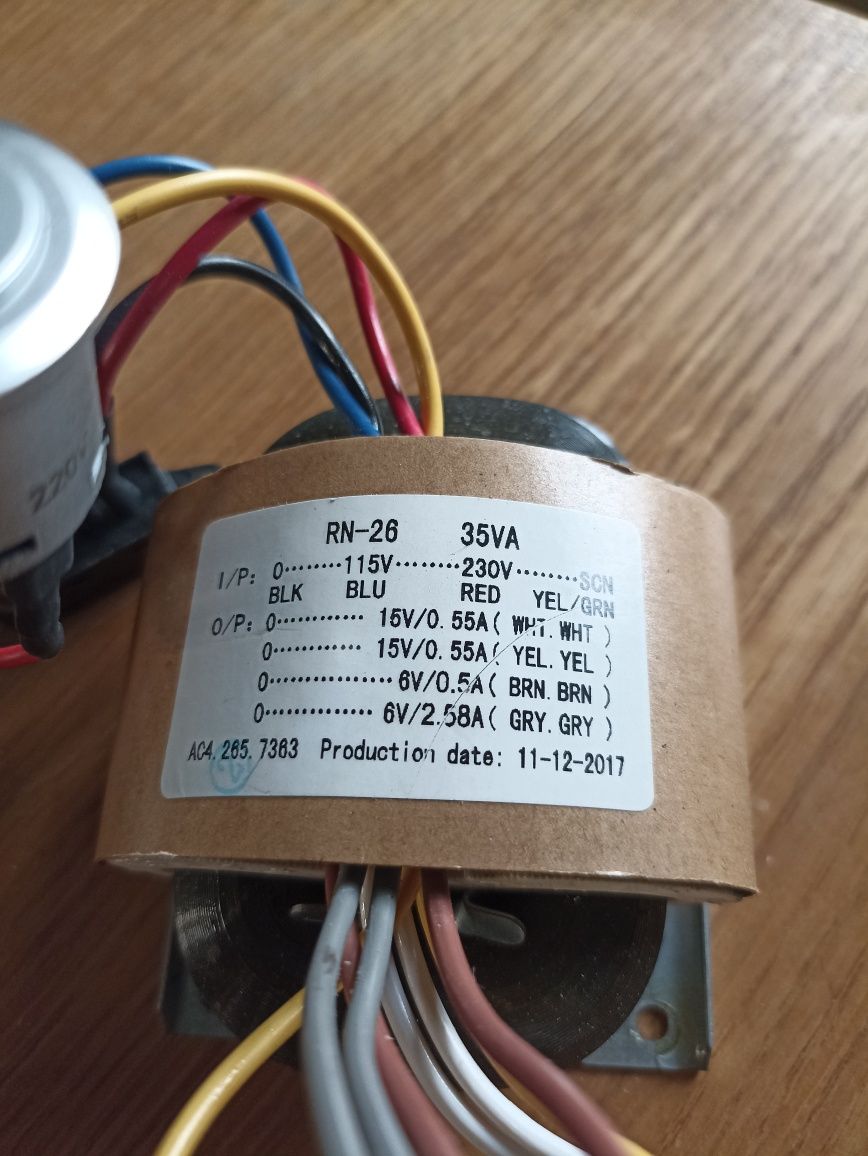 220V
RN-26 35VA
I/P: 0········115V········230V········SCN
BLK BLU RED YEL/GRN
O/P: 0············ 15V/0.55A( WHT.WHT )
0············ 15V/0.55A( YEL.YEL )
0··············· 6V/0.5A( BRN.BRN )
0············· 6V/2.58A( GRY.GRY )
AC4.265.7363 Production date: 11-12-2017